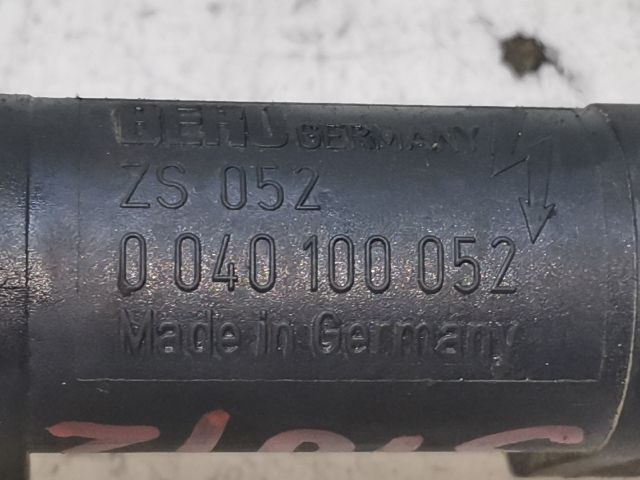 BERU GERMANY
ZS 052
0 040 100 052
Made in Germany